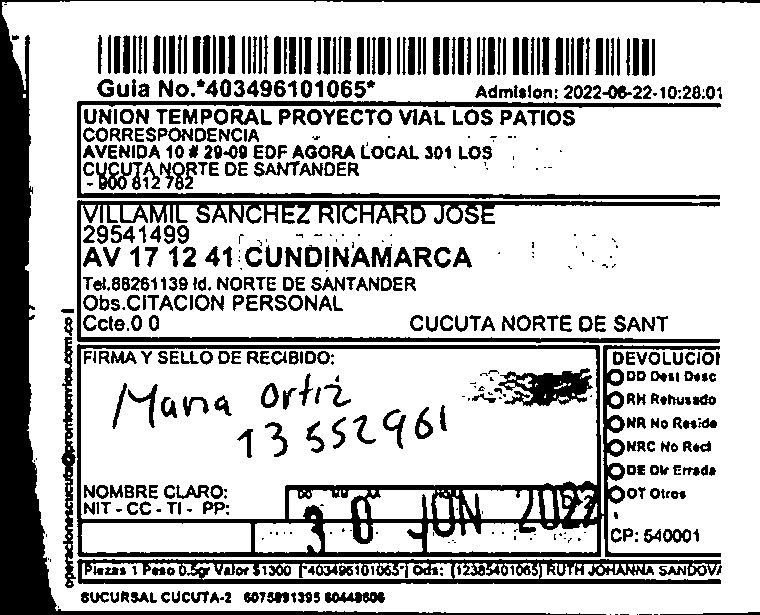 Guia No.*403496101065*
Admision: 2022-06-22-10:28:01
UNION TEMPORAL PROYECTO VIAL LOS PATIOS
CORRESPONDENCIA
AVENIDA 10 # 29-09 EDF AGORA LOCAL 301 LOS
CUCUTA NORTE DE SANTANDER
- 900 812 782
VILLAMIL SANCHEZ RICHARD JOSE
29541499
AV 17 12 41 CUNDINAMARCA
Tel.88261139 Id. NORTE DE SANTANDER
Obs.CITACION PERSONAL
Ccte.0 0
CUCUTA NORTE DE SANT
operacionescucuta@prontoenvios.com.co |
FIRMA Y SELLO DE RECIBIDO:
Maria Ortiz
13552961
NOMBRE CLARO:
NIT - CC - TI - PP:
30 JUN 2022
DEVOLUCION
DD Dest Desc
RH Rehusado
NR No Reside
NRC No Recl
DE Dir Errada
OT Otros
CP: 540001
Piezas 1 Peso 0.5gr Valor $1300 [*403496101065*] Ods: (12385401065) RUTH JOHANNA SANDOVA
SUCURSAL CUCUTA-2 6075891395 60448606